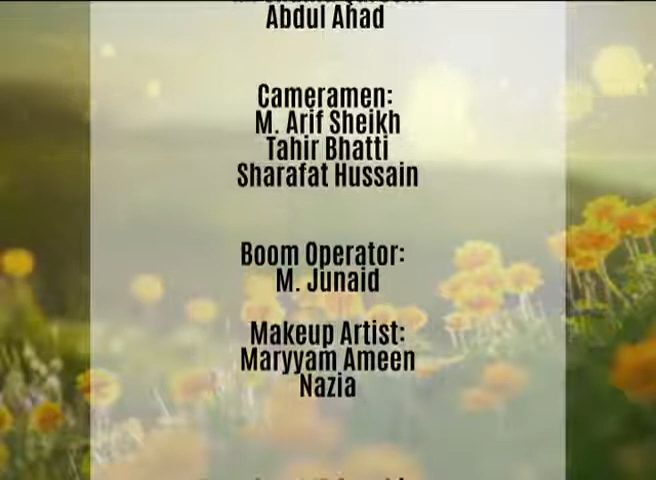 Abdul Ahad
Cameramen:
M. Arif Sheikh
Tahir Bhatti
Sharafat Hussain
Boom Operator:
M. Junaid
Makeup Artist:
Maryyam Ameen
Nazia